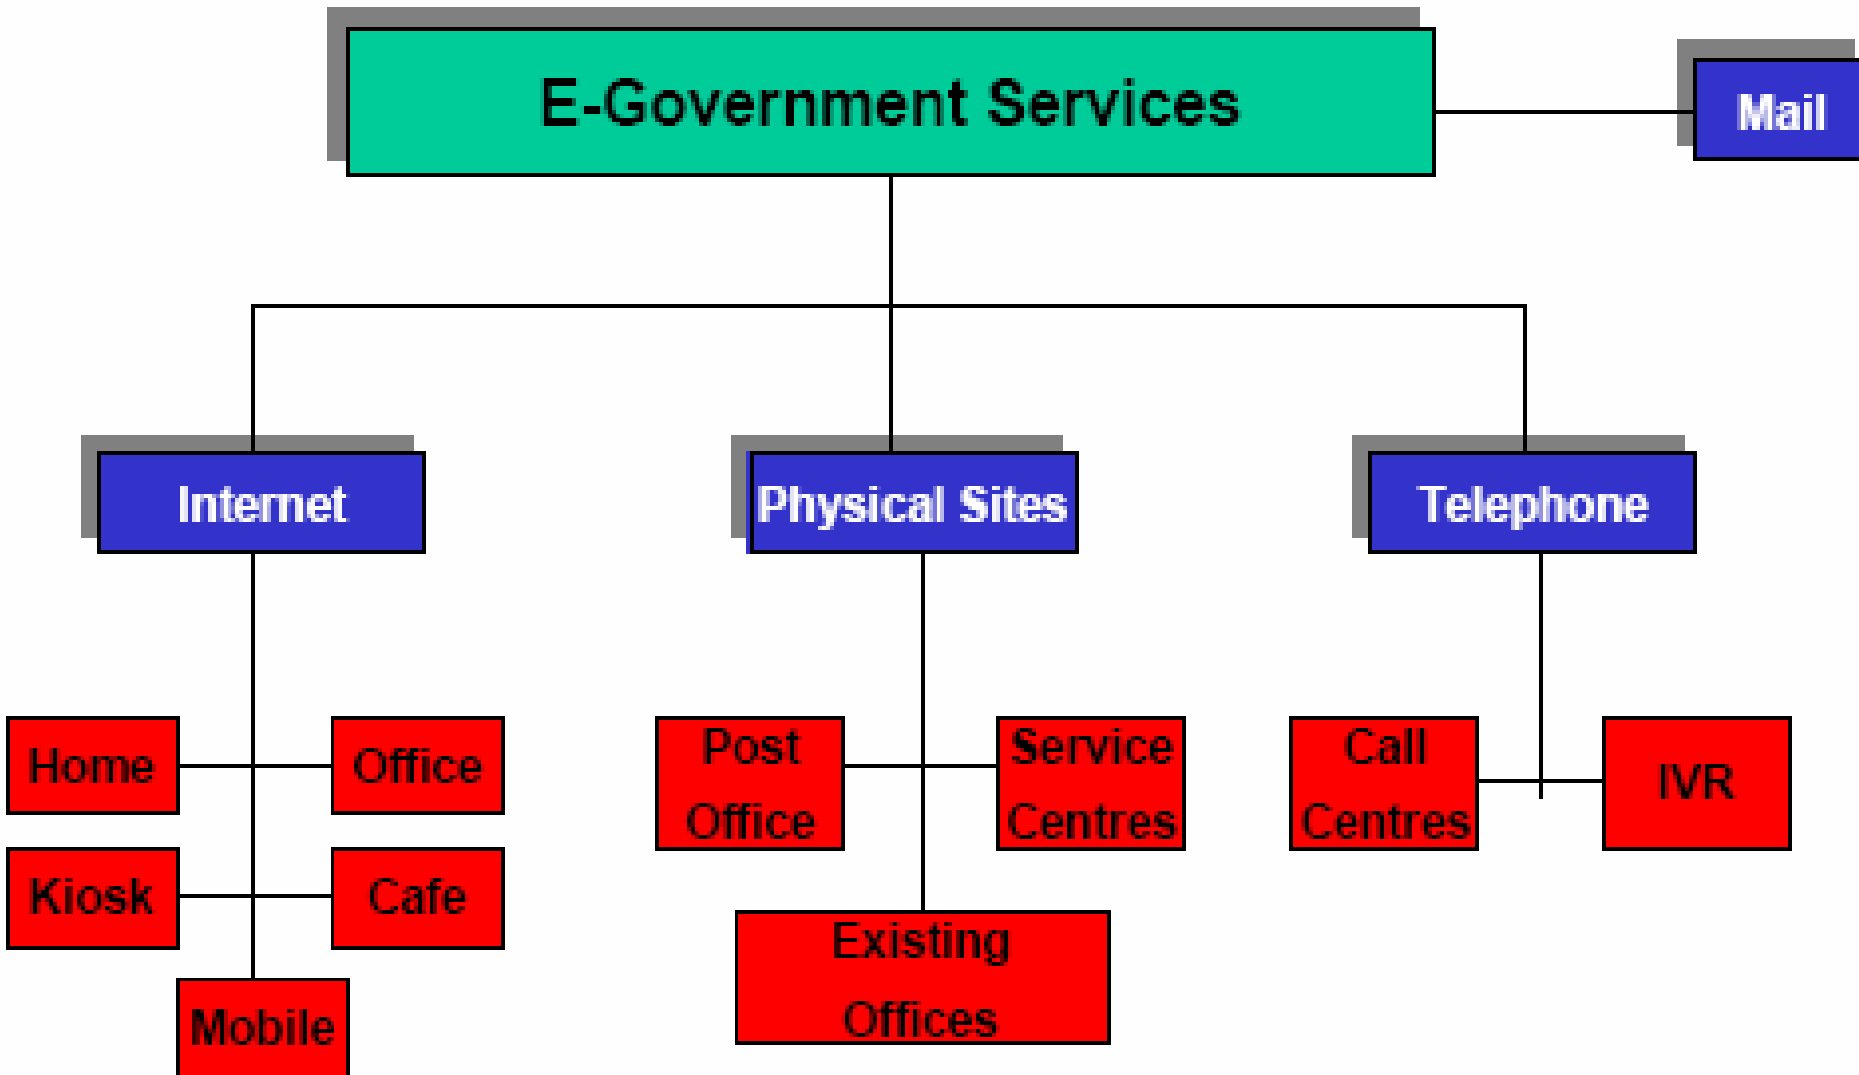 E-Government Services
Mail
Internet
Physical Sites
Telephone
Home
Office
Kiosk
Cafe
Mobile
Post
Office
Service
Centres
Existing
Offices
Call
Centres
IVR